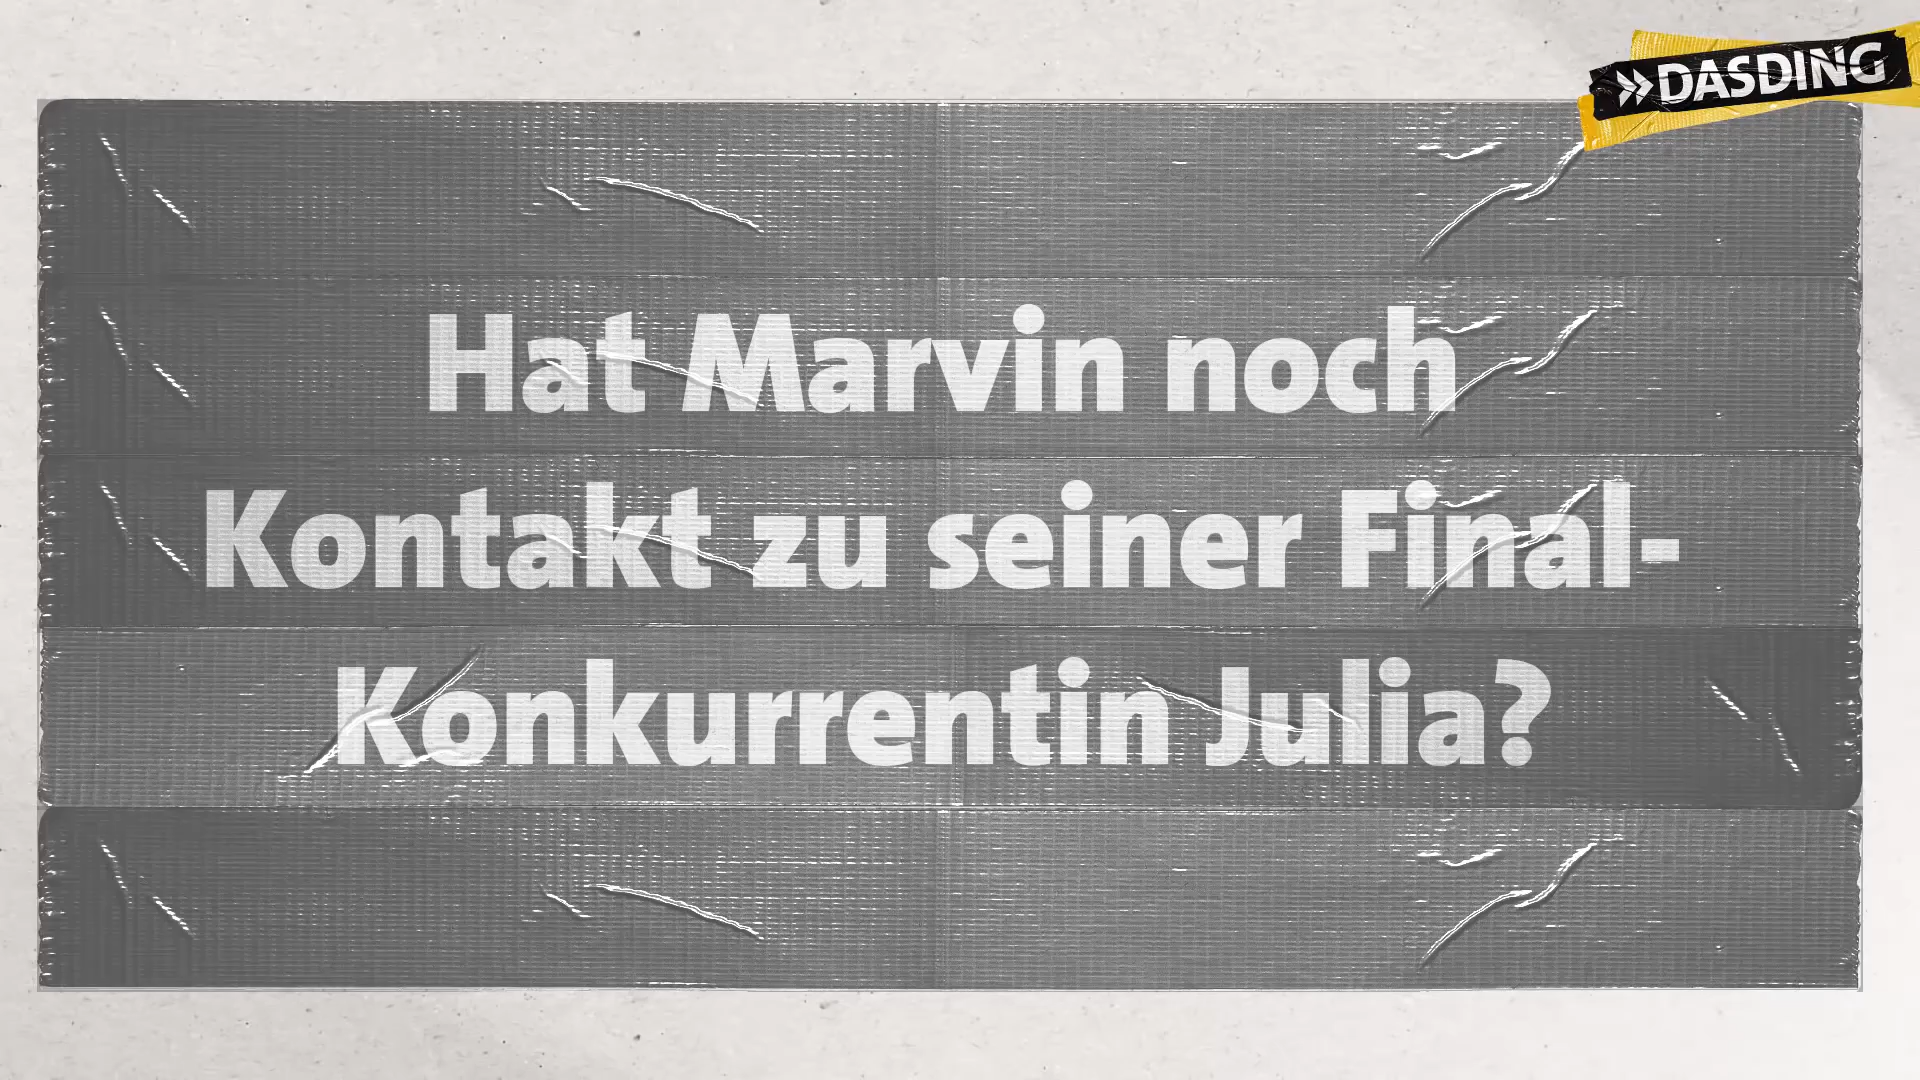 »DASDING
Hat Marvin noch
Kontakt zu seiner Final-
Konkurrentin Julia?